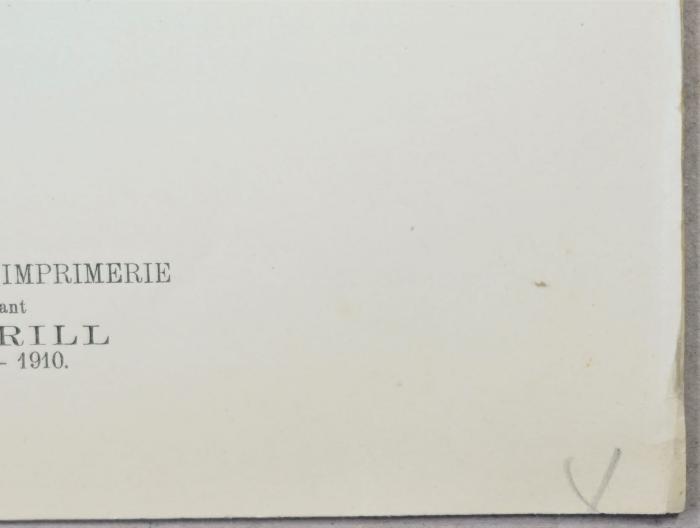 IMPRIMERIE
ant
RILL
– 1910.